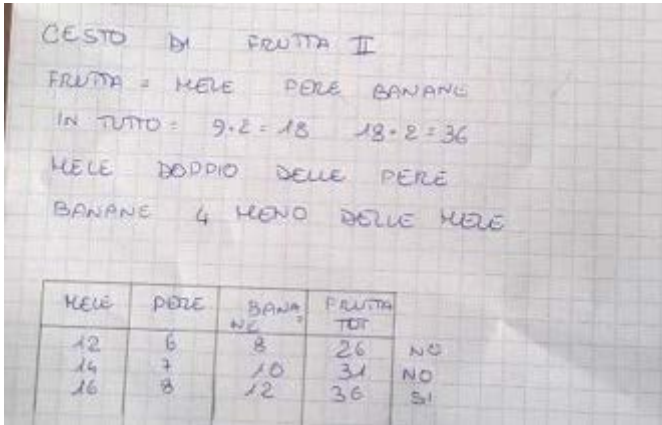 CESTO DI FRUTTA II
FRUTTA = MELE PERE BANANE
IN TUTTO = 9·2=18 18·2=36
MELE DOPPIO DELLE PERE
BANANE 4 MENO DELLE MELE
MELE PERE BANANE FRUTTA TOT
12 6 8 26 NO
14 7 10 31 NO
16 8 12 36 SI